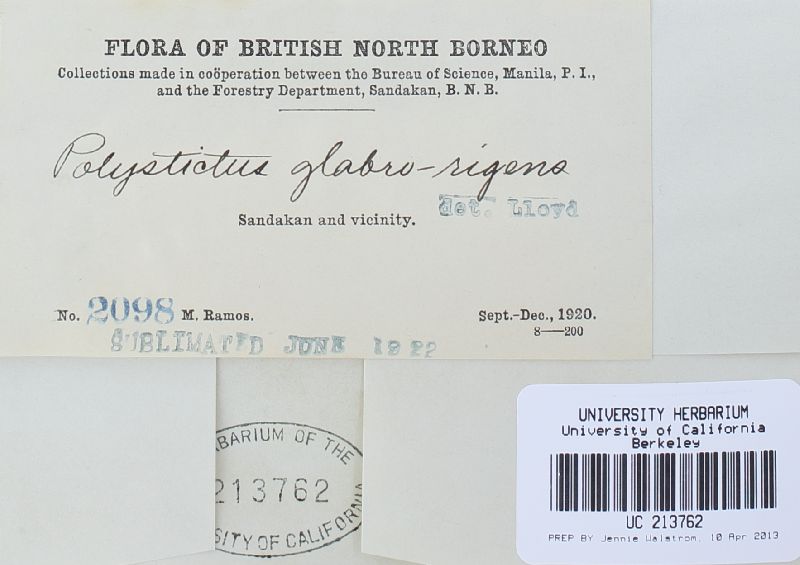 FLORA OF BRITISH NORTH BORNEO
Collections made in coöperation between the Bureau of Science, Manila, P. I.,
and the Forestry Department, Sandakan, B. N. B.
Polystictus glabro-rigens
det. Lloyd
Sandakan and vicinity.
No. 2098 M. Ramos.
Sept.-Dec., 1920.
8—200
SUBLIMATED JUNE 1922
BARIUM OF THE
213762
SITY OF CALIFORNIA
UNIVERSITY HERBARIUM
University of California
Berkeley
UC 213762
PREP BY Jennie Walstrom, 10 Apr 2013